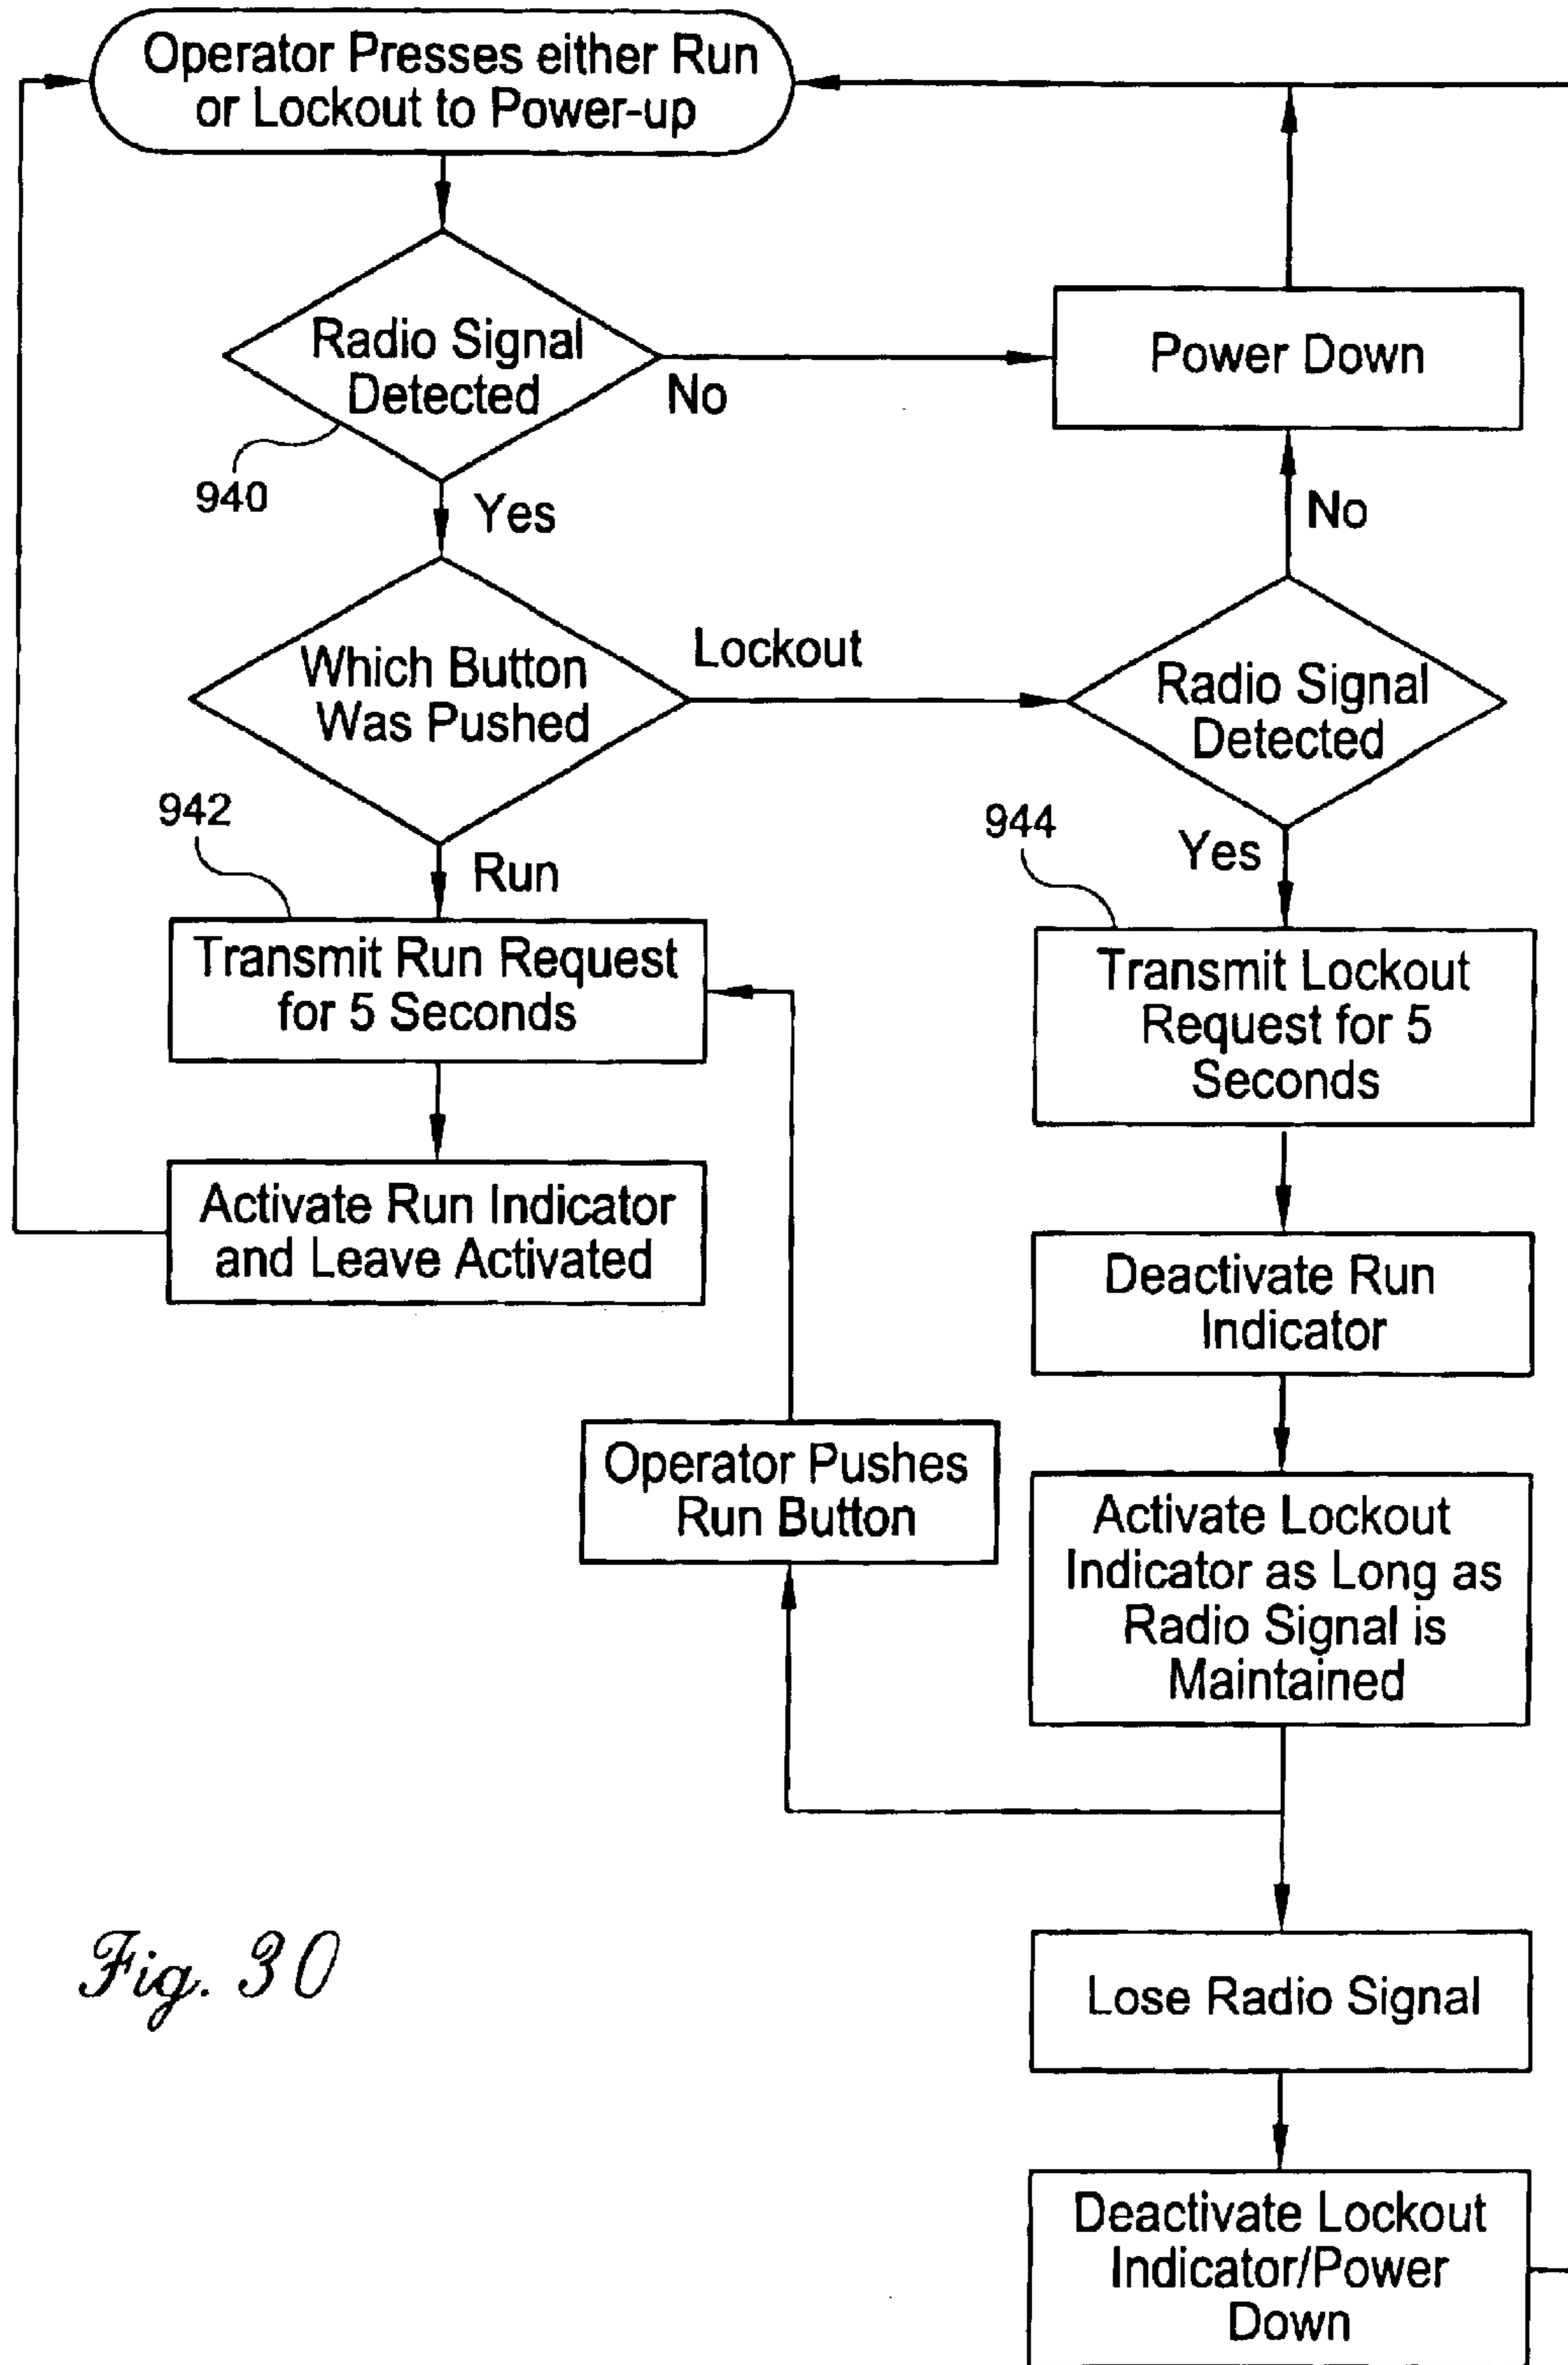 Operator Presses either Run
or Lockout to Power-up
Radio Signal
Detected
No
Power Down
940
Yes
No
Which Button
Was Pushed
Lockout
Radio Signal
Detected
942
Run
944
Yes
Transmit Run Request
for 5 Seconds
Transmit Lockout
Request for 5
Seconds
Activate Run Indicator
and Leave Activated
Deactivate Run
Indicator
Operator Pushes
Run Button
Activate Lockout
Indicator as Long as
Radio Signal is
Maintained
Fig. 30
Lose Radio Signal
Deactivate Lockout
Indicator/Power
Down